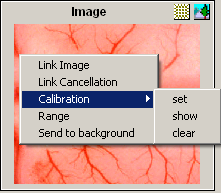 Image
Link Image
Link Cancellation
Calibration
set
Range
show
Send to background
clear